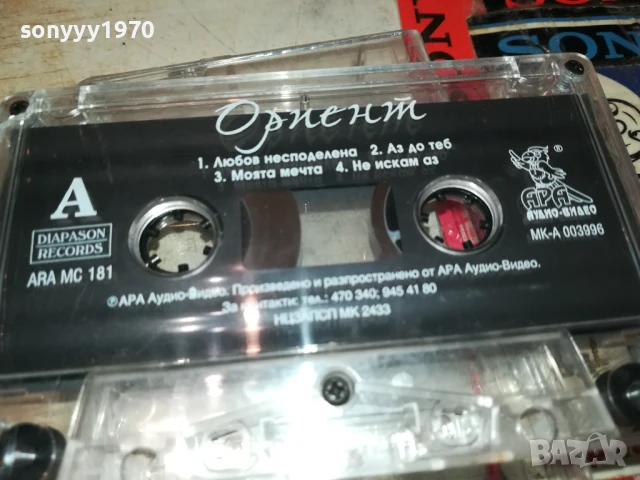 sonyyy1970
SON
Ориент
1. Любов несподелена 2. Аз до теб
3. Моята мечта 4. Не искам аз
A
DIAPASON
RECORDS
ARA MC 181
АРА
АУДИО-ВИДЕО
MK-A 003996
℗АРА Аудио-Видео. Произведено и разпространено от АРА Аудио-Видео.
За контакти: тел.: 470 340; 945 41 80
НЦЗАПСП МК 2433
BAZAR